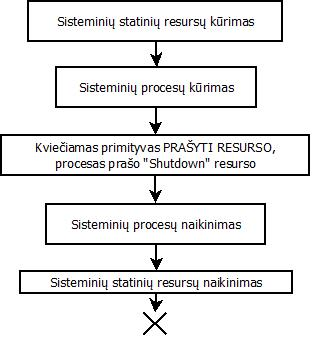 Sisteminių statinių resursų kūrimas
Sisteminių procesų kūrimas
Kviečiamas primityvas PRAŠYTI RESURSO,
procesas prašo "Shutdown" resurso
Sisteminių procesų naikinimas
Sisteminių statinių resursų naikinimas